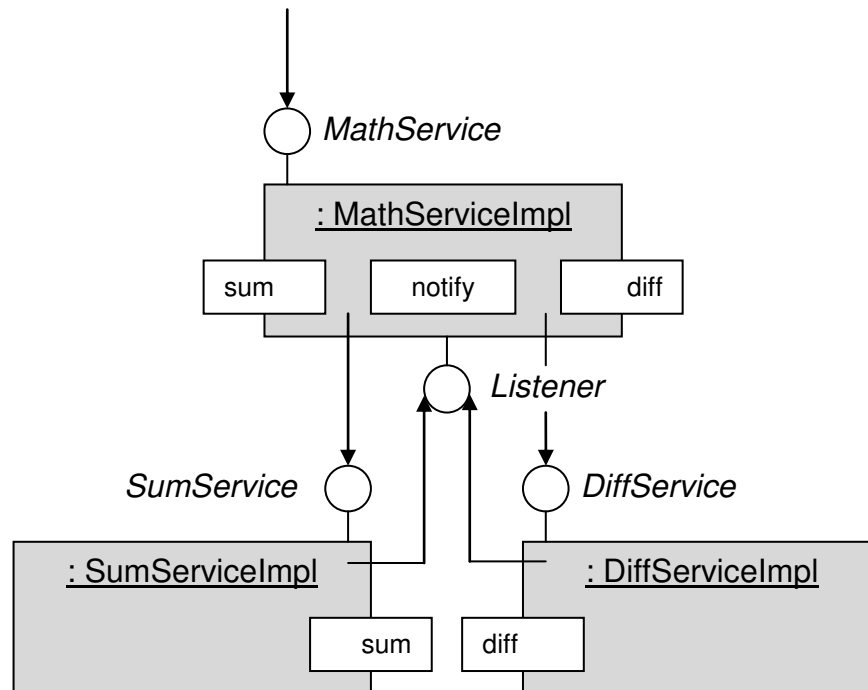 MathService
: MathServiceImpl
sum
notify
diff
Listener
SumService
DiffService
: SumServiceImpl
: DiffServiceImpl
sum
diff